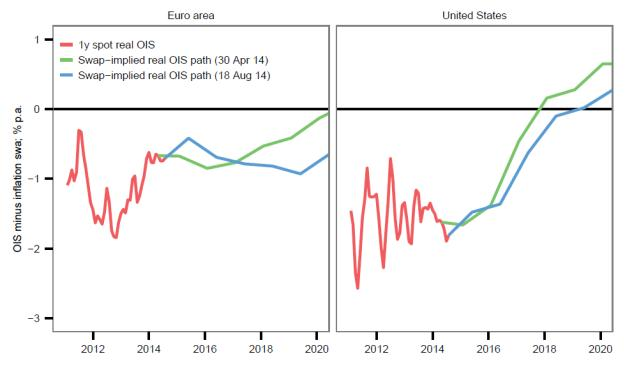 Euro area
United States
1y spot real OIS
Swap−implied real OIS path (30 Apr 14)
Swap−implied real OIS path (18 Aug 14)
OIS minus inflation swa; % p.a.
1
0
−1
−2
−3
2012 2014 2016 2018 2020
2012 2014 2016 2018 2020